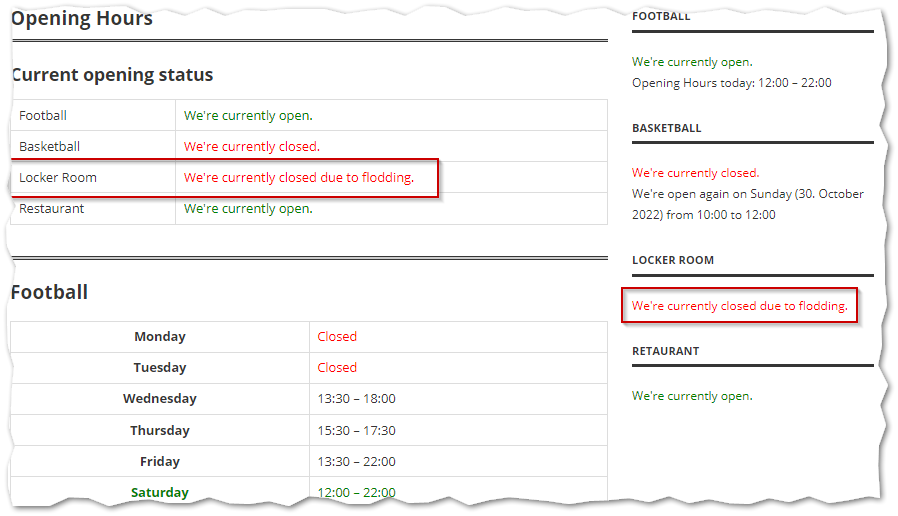 Opening Hours
Current opening status
Football We're currently open.
Basketball We're currently closed.
Locker Room We're currently closed due to flodding.
Restaurant We're currently open.
Football
Monday Closed
Tuesday Closed
Wednesday 13:30 – 18:00
Thursday 15:30 – 17:30
Friday 13:30 – 22:00
Saturday 12:00 – 22:00
FOOTBALL
We're currently open.
Opening Hours today: 12:00 – 22:00
BASKETBALL
We're currently closed.
We're open again on Sunday (30. October
2022) from 10:00 to 12:00
LOCKER ROOM
We're currently closed due to flodding.
RETAURANT
We're currently open.